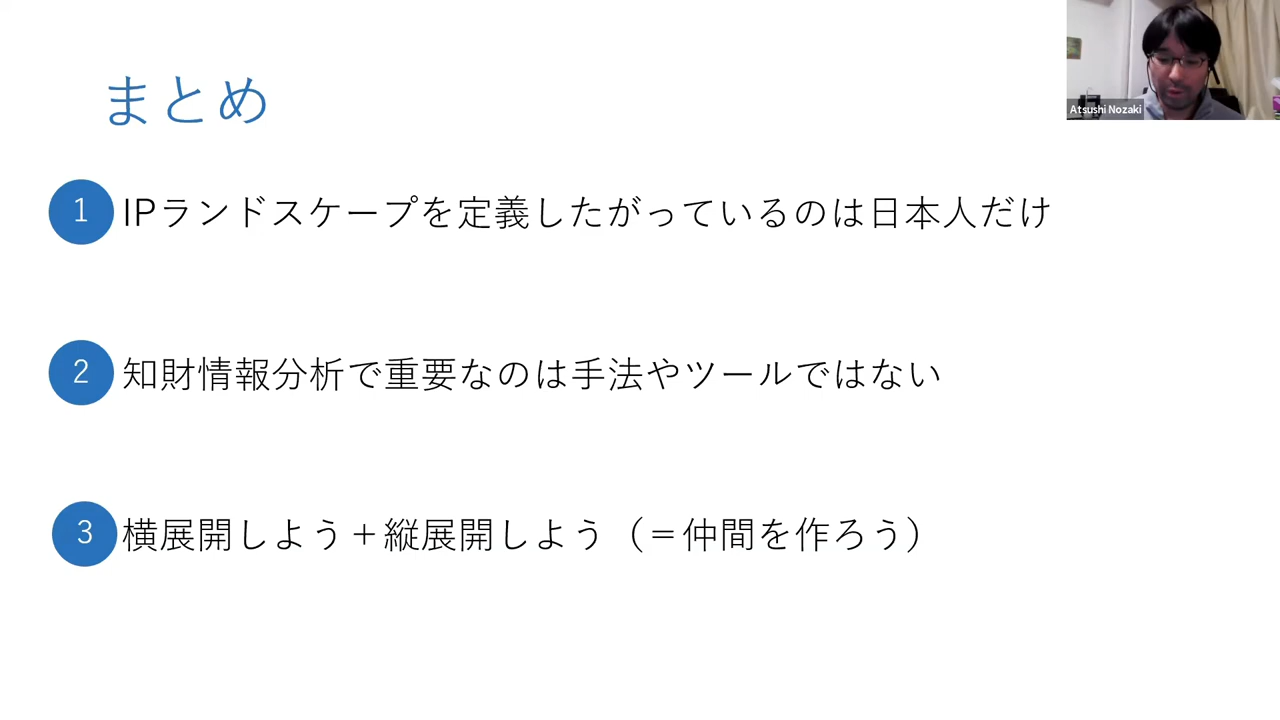 まとめ
Atsushi Nozaki
1 IPランドスケープを定義したがっているのは日本人だけ
2 知財情報分析で重要なのは手法やツールではない
3 横展開しよう＋縦展開しよう（＝仲間を作ろう）